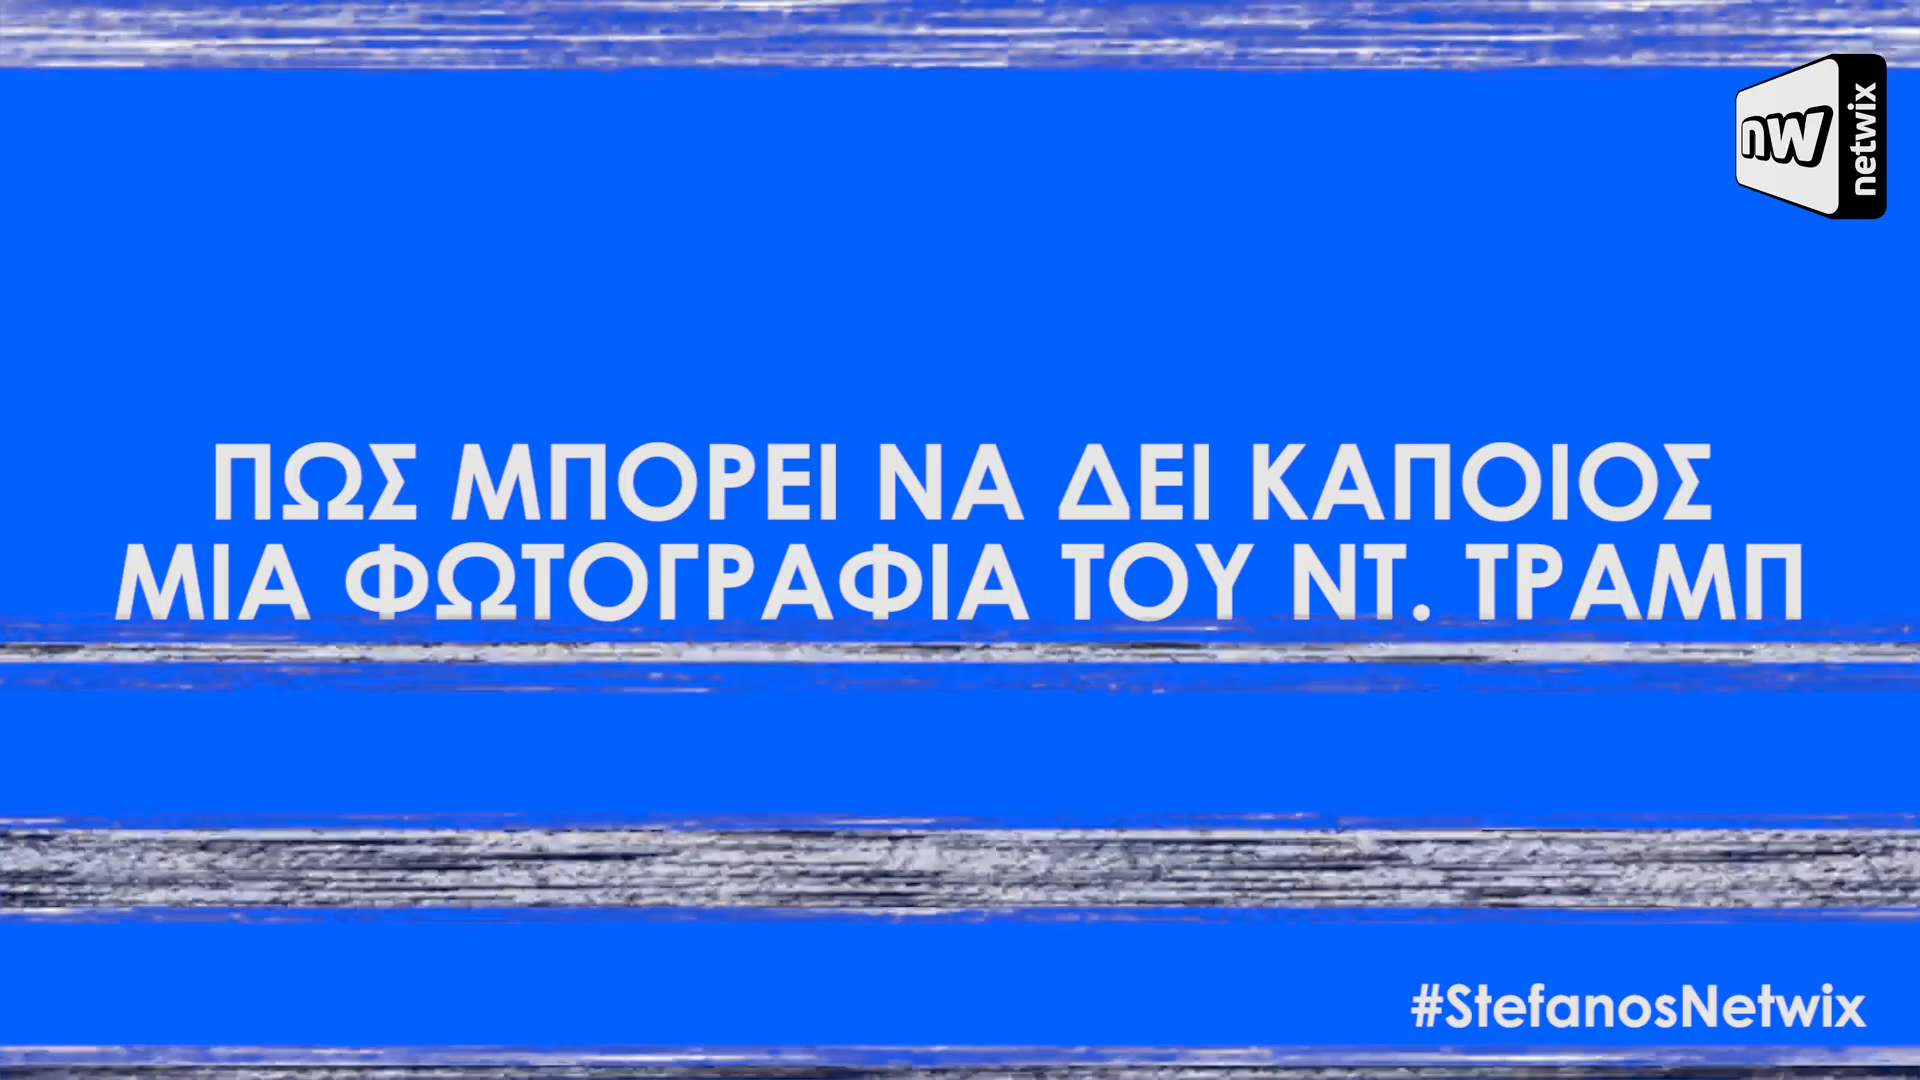 nw
netwix
ΠΩΣ ΜΠΟΡΕΙ ΝΑ ΔΕΙ ΚΑΠΟΙΟΣ
ΜΙΑ ΦΩΤΟΓΡΑΦΙΑ ΤΟΥ ΝΤ. ΤΡΑΜΠ
#StefanosNetwix